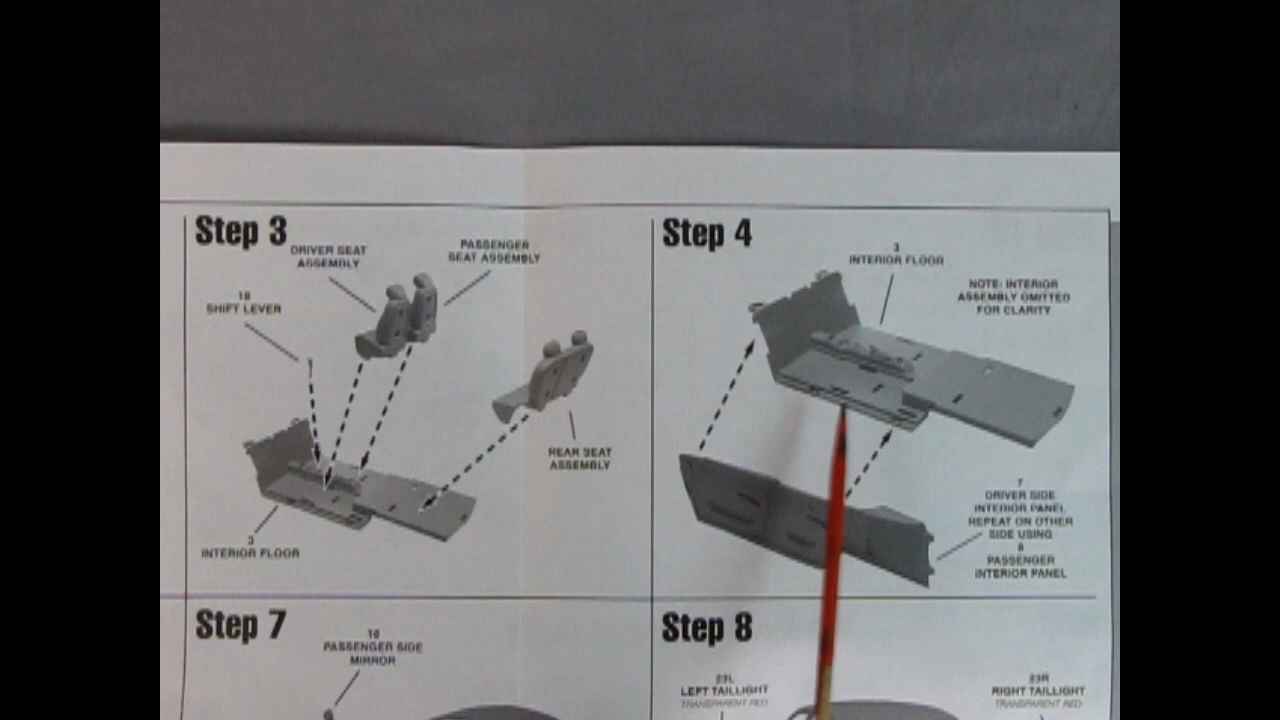 Step 3
DRIVER SEAT
ASSEMBLY
PASSENGER
SEAT ASSEMBLY
18
SHIFT LEVER
REAR SEAT
ASSEMBLY
3
INTERIOR FLOOR
Step 4
3
INTERIOR FLOOR
NOTE: INTERIOR
ASSEMBLY OMITTED
FOR CLARITY
7
DRIVER SIDE
INTERIOR PANEL
REPEAT ON OTHER
SIDE USING
8
PASSENGER
INTERIOR PANEL
Step 7
16
PASSENGER SIDE
MIRROR
Step 8
23L
LEFT TAILLIGHT
TRANSPARENT RED
23R
RIGHT TAILLIGHT
TRANSPARENT RED